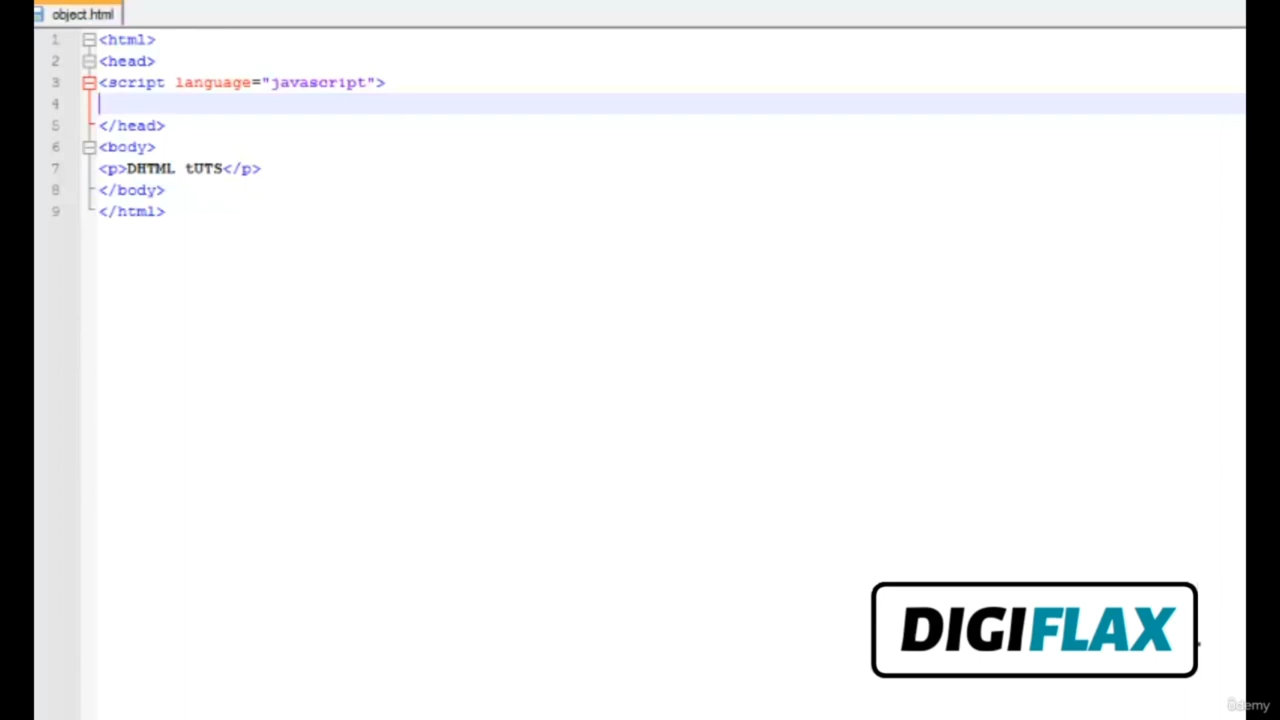 object.html
1 <html>
2 <head>
3 <script language="javascript">
4
5 </head>
6 <body>
7 <p>DHTML tUTS</p>
8 </body>
9 </html>
DIGIFLAX
ûdemy